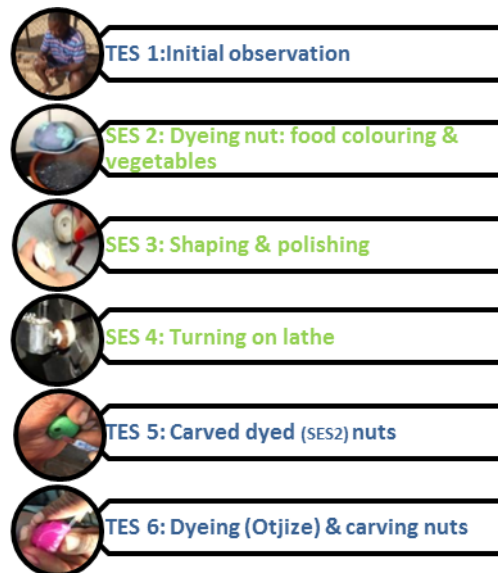 TES 1:Initial observation
SES 2: Dyeing nut: food colouring &
vegetables
SES 3: Shaping & polishing
SES 4: Turning on lathe
TES 5: Carved dyed (SES2) nuts
TES 6: Dyeing (Otjize) & carving nuts